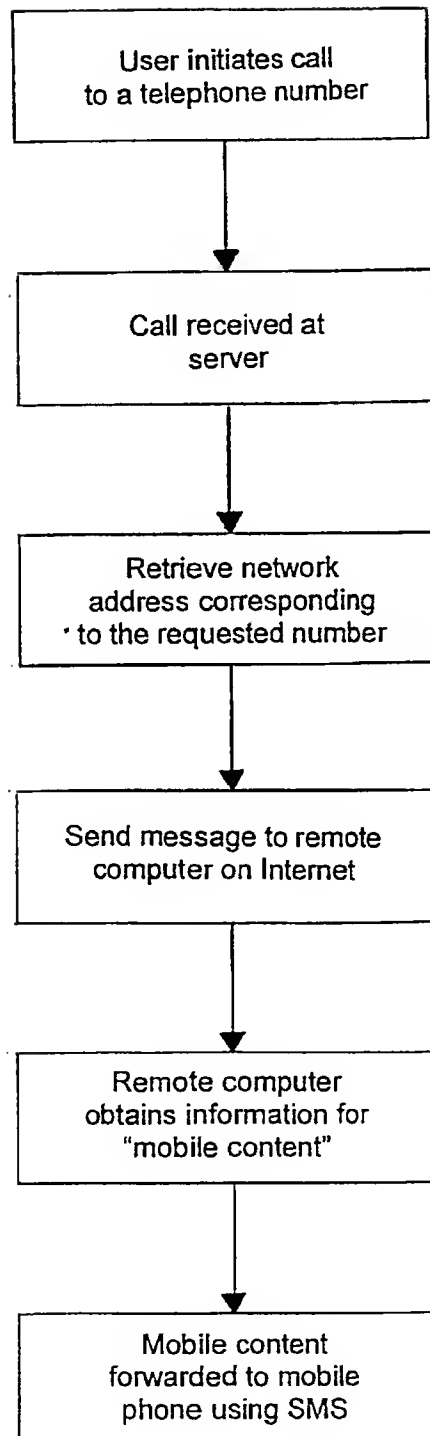 User initiates call
to a telephone number
Call received at
server
Retrieve network
address corresponding
to the requested number
Send message to remote
computer on Internet
Remote computer
obtains information for
“mobile content”
Mobile content
forwarded to mobile
phone using SMS